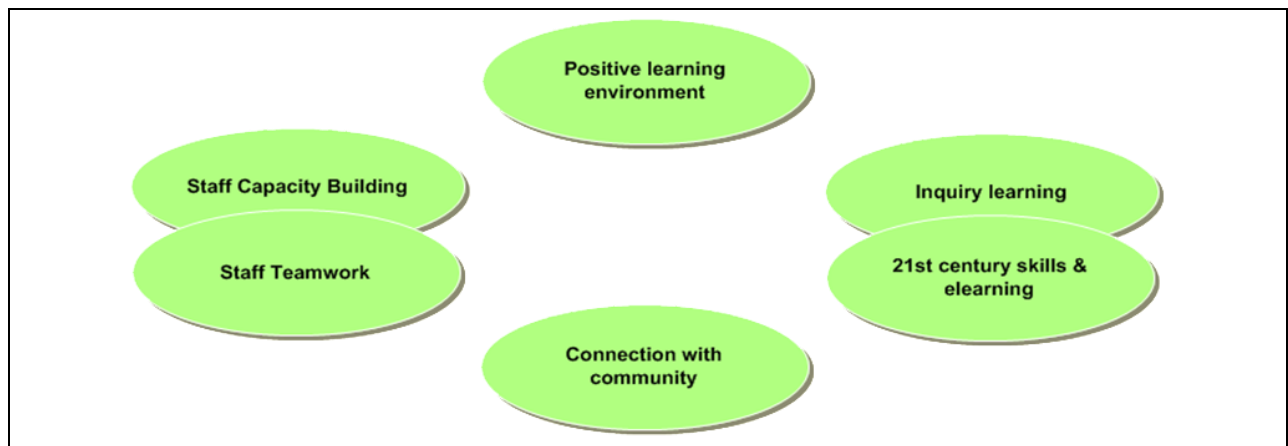 Positive learning
environment
Staff Capacity Building
Inquiry learning
Staff Teamwork
21st century skills &
elearning
Connection with
community